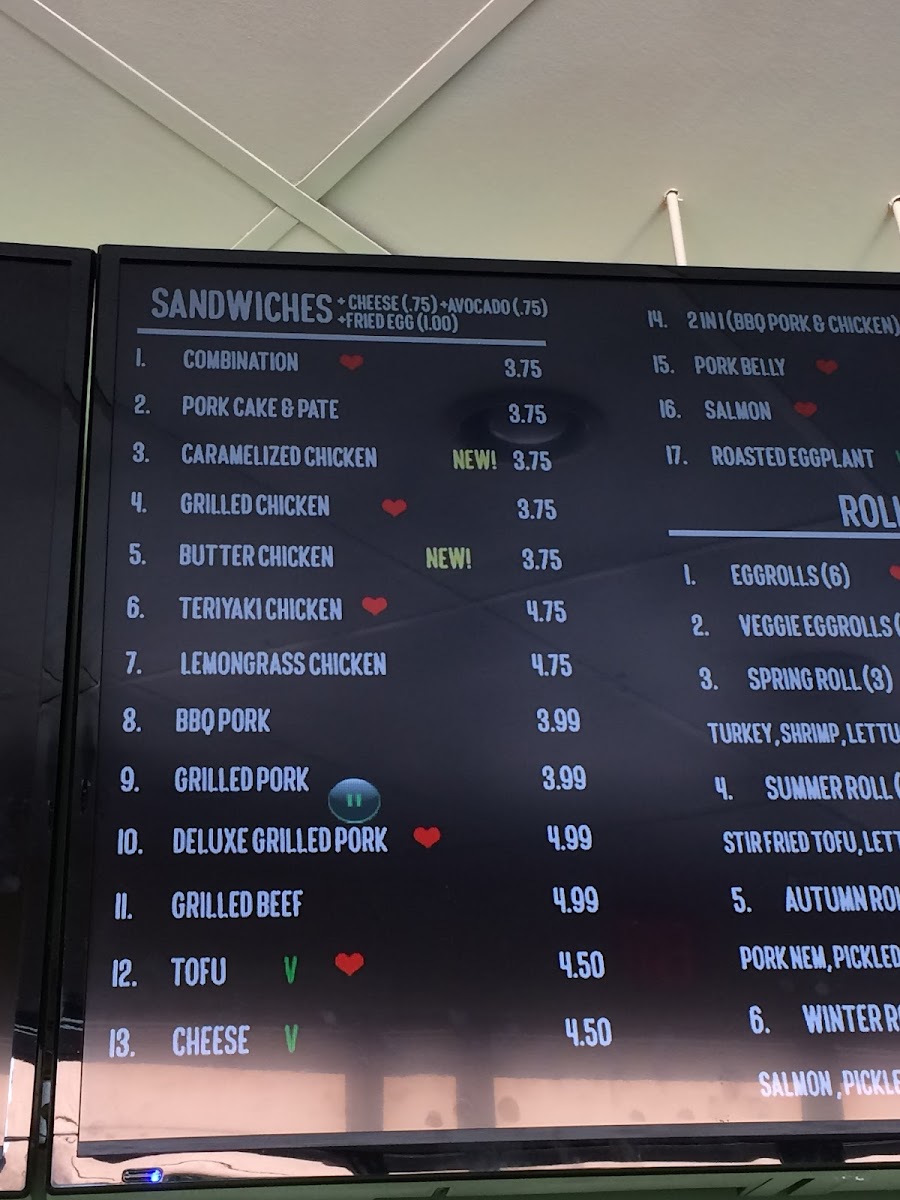 SANDWICHES + CHEESE (.75) +AVOCADO (.75)
+FRIED EGG (1.00)
1. COMBINATION 3.75
2. PORK CAKE & PATE 3.75
3. CARAMELIZED CHICKEN NEW! 3.75
4. GRILLED CHICKEN 3.75
5. BUTTER CHICKEN NEW! 3.75
6. TERIYAKI CHICKEN 4.75
7. LEMONGRASS CHICKEN 4.75
8. BBQ PORK 3.99
9. GRILLED PORK 3.99
10. DELUXE GRILLED PORK 4.99
11. GRILLED BEEF 4.99
12. TOFU V 4.50
13. CHEESE V 4.50
14. 2 IN 1 (BBQ PORK & CHICKEN)
15. PORK BELLY
16. SALMON
17. ROASTED EGGPLANT
ROLL
1. EGGROLLS (6)
2. VEGGIE EGGROLLS (
3. SPRING ROLL (3)
TURKEY, SHRIMP, LETTU
4. SUMMER ROLL (
STIR FRIED TOFU, LETT
5. AUTUMN RO
PORK NEM, PICKLED
6. WINTER R
SALMON, PICKLE